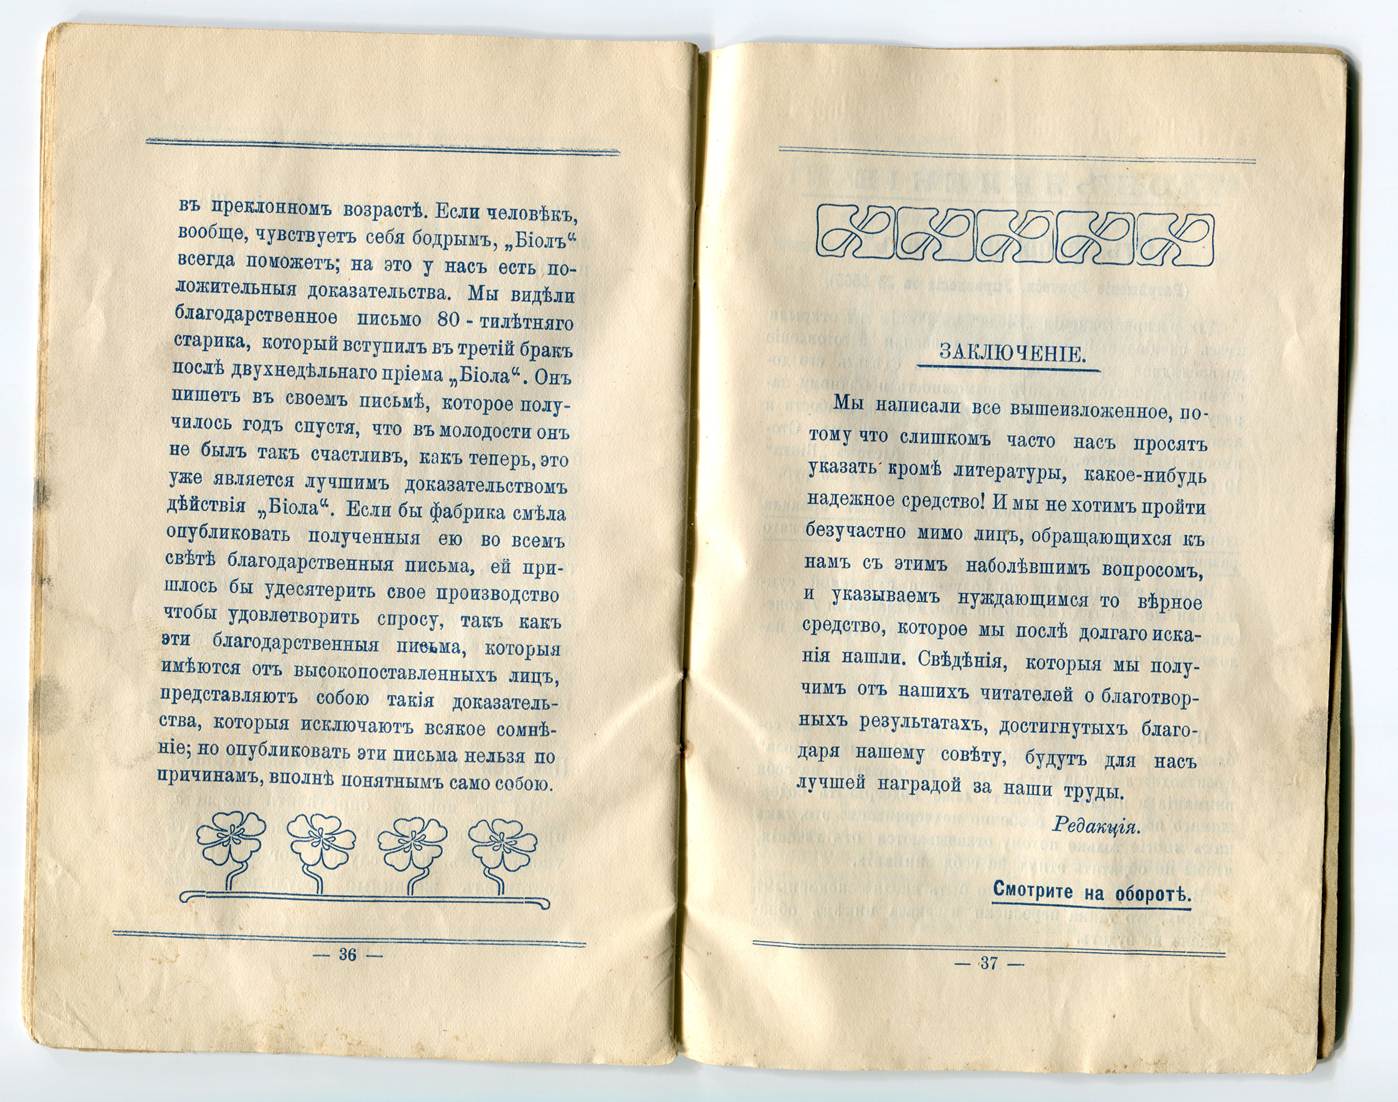 въ преклонномъ возрастѣ. Если человѣкъ,
вообще, чувствуетъ себя бодрымъ, „Біолъ“
всегда поможетъ; на это у насъ есть по-
ложительныя доказательства. Мы видѣли
благодарственное письмо 80 - тилѣтняго
старика, который вступилъ въ третій бракъ
послѣ двухнедѣльнаго пріема „Біола“. Онъ
пишетъ въ своемъ письмѣ, которое полу-
чилось годъ спустя, что въ молодости онъ
не былъ такъ счастливъ, какъ теперь, это
уже является лучшимъ доказательствомъ
дѣйствія „Біола“. Если бы фабрика смѣла
опубликовать полученныя ею во всемъ
свѣтѣ благодарственныя письма, ей при-
шлось бы удесятерить свое производство
чтобы удовлетворить спросу, такъ какъ
эти благодарственныя письма, которыя
имѣются отъ высокопоставленныхъ лицъ,
представляютъ собою такія доказатель-
ства, которыя исключаютъ всякое сомнѣ-
ніе; но опубликовать эти письма нельзя по
причинамъ, вполнѣ понятнымъ само собою.
— 36 —
ЗАКЛЮЧЕНІЕ.
Мы написали все вышеизложенное, по-
тому что слишкомъ часто насъ просятъ
указать кромѣ литературы, какое-нибудь
надежное средство! И мы не хотимъ пройти
безучастно мимо лицъ, обращающихся къ
намъ съ этимъ наболѣвшимъ вопросомъ,
и указываемъ нуждающимся то вѣрное
средство, которое мы послѣ долгаго иска-
нія нашли. Свѣдѣнія, которыя мы полу-
чимъ отъ нашихъ читателей о благотвор-
ныхъ результатахъ, достигнутыхъ благо-
даря нашему совѣту, будутъ для насъ
лучшей наградой за наши труды.
Редакція.
Смотрите на оборотѣ.
— 37 —